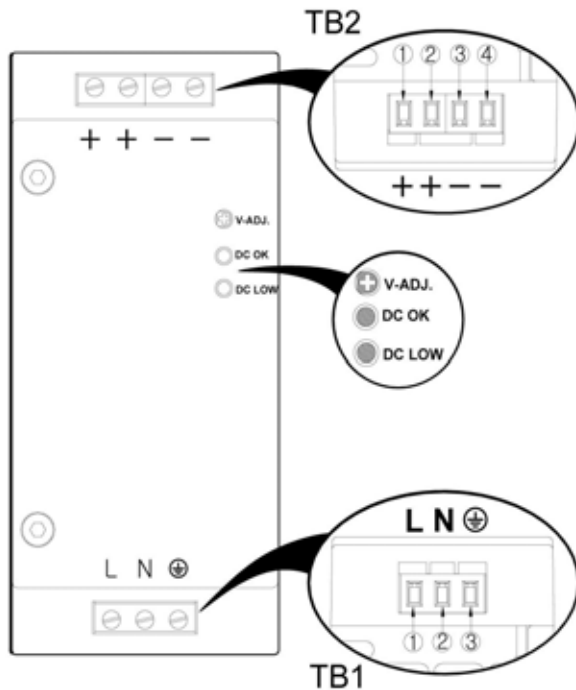 TB2
① ② ③ ④
+ + − −
++−−
V-ADJ.
DC OK
DC LOW
V-ADJ.
DC OK
DC LOW
L N ⏚
L N ⏚
① ② ③
TB1